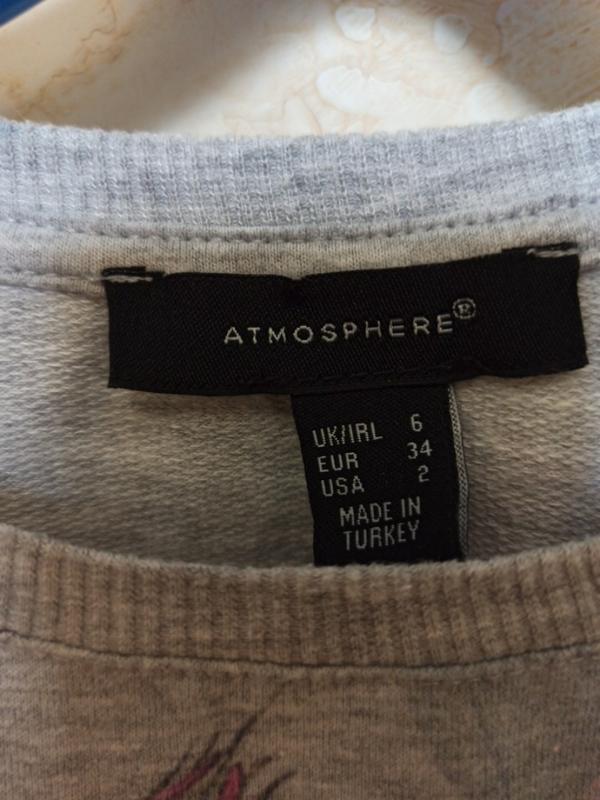 ATMOSPHERE®
UK/IRL 6
EUR 34
USA 2
MADE IN
TURKEY